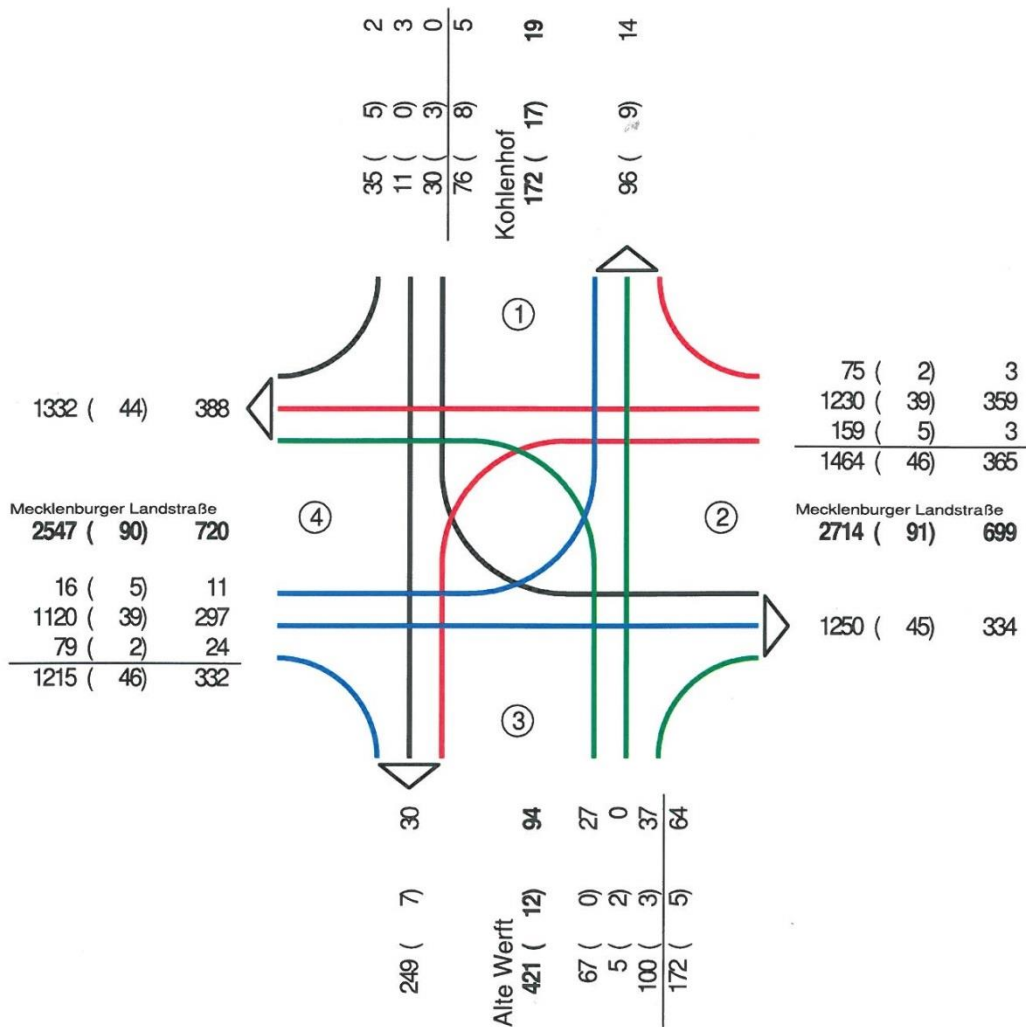 35 ( 5) 2
11 ( 0) 3
30 ( 3) 0
76 ( 8) 5
Kohlenhof
172 ( 17) 19
96 ( 9) 14
1
1332 ( 44) 388
75 ( 2) 3
1230 ( 39) 359
159 ( 5) 3
1464 ( 46) 365
Mecklenburger Landstraße
2547 ( 90) 720
4
2
Mecklenburger Landstraße
2714 ( 91) 699
16 ( 5) 11
1120 ( 39) 297
79 ( 2) 24
1215 ( 46) 332
1250 ( 45) 334
3
249 ( 7) 30
Alte Werft
421 ( 12) 94
67 ( 0) 27
5 ( 2) 0
100 ( 3) 37
172 ( 5) 64